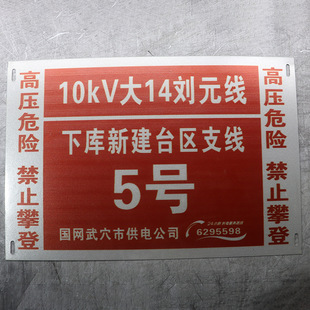 10kV大14刘元线
下库新建台区支线
5号
国网武穴市供电公司
6295598
高压危险 禁止攀登
高压危险 禁止攀登